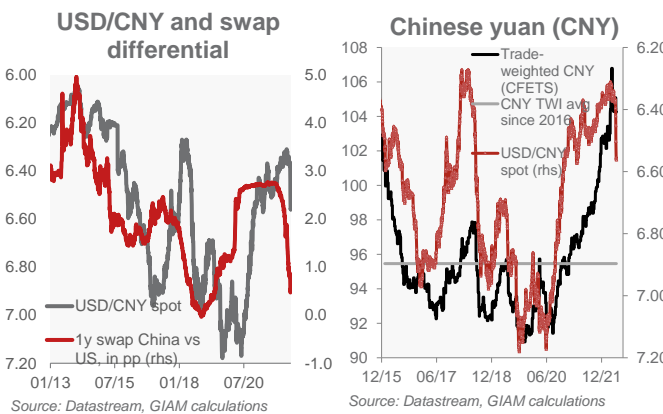 USD/CNY and swap
differential
6.00
6.20
6.40
6.60
6.80
7.00
7.20
5.0
4.0
3.0
2.0
1.0
0.0
-1.0
USD/CNY spot
1y swap China vs
US, in pp (rhs)
01/13
07/15
01/18
07/20
Source: Datastream, GIAM calculations
Chinese yuan (CNY)
108
106
104
102
100
98
96
94
92
90
6.20
6.40
6.60
6.80
7.00
7.20
Trade-
weighted CNY
(CFETS)
CNY TWI avg
since 2016
USD/CNY
spot (rhs)
12/15
06/17
12/18
06/20
12/21
Source: Datastream, GIAM calculations